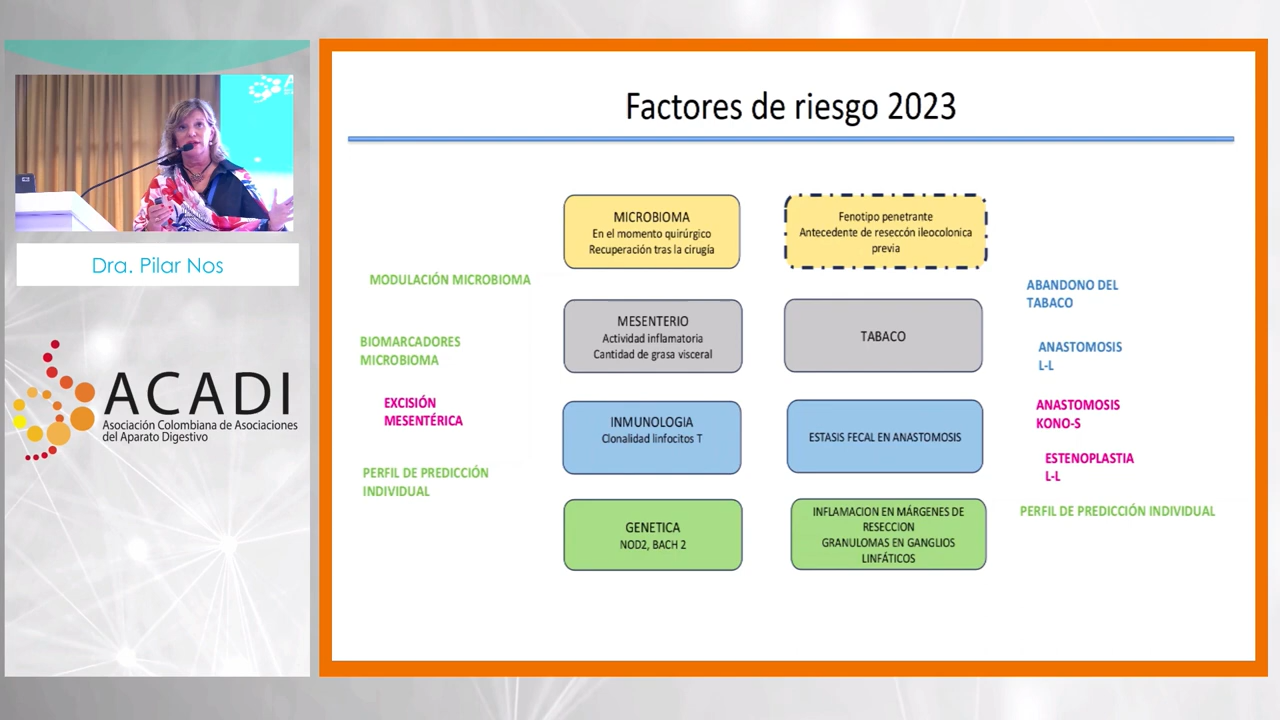 Dra. Pilar Nos
ACADI
Asociación Colombiana de Asociaciones
del Aparato Digestivo
Factores de riesgo 2023
MICROBIOMA
En el momento quirúrgico
Recuperación tras la cirugía
Fenotipo penetrante
Antecedente de reseccón ileocolonica
previa
MODULACIÓN MICROBIOMA
BIOMARCADORES
MICROBIOMA
EXCISIÓN
MESENTÉRICA
PERFIL DE PREDICCIÓN
INDIVIDUAL
MESENTERIO
Actividad inflamatoria
Cantidad de grasa visceral
TABACO
INMUNOLOGIA
Clonalidad linfocitos T
ESTASIS FECAL EN ANASTOMOSIS
GENETICA
NOD2, BACH 2
INFLAMACION EN MÁRGENES DE
RESECCION
GRANULOMAS EN GANGLIOS
LINFÁTICOS
ABANDONO DEL
TABACO
ANASTOMOSIS
L-L
ANASTOMOSIS
KONO-S
ESTENOPLASTIA
L-L
PERFIL DE PREDICCIÓN INDIVIDUAL